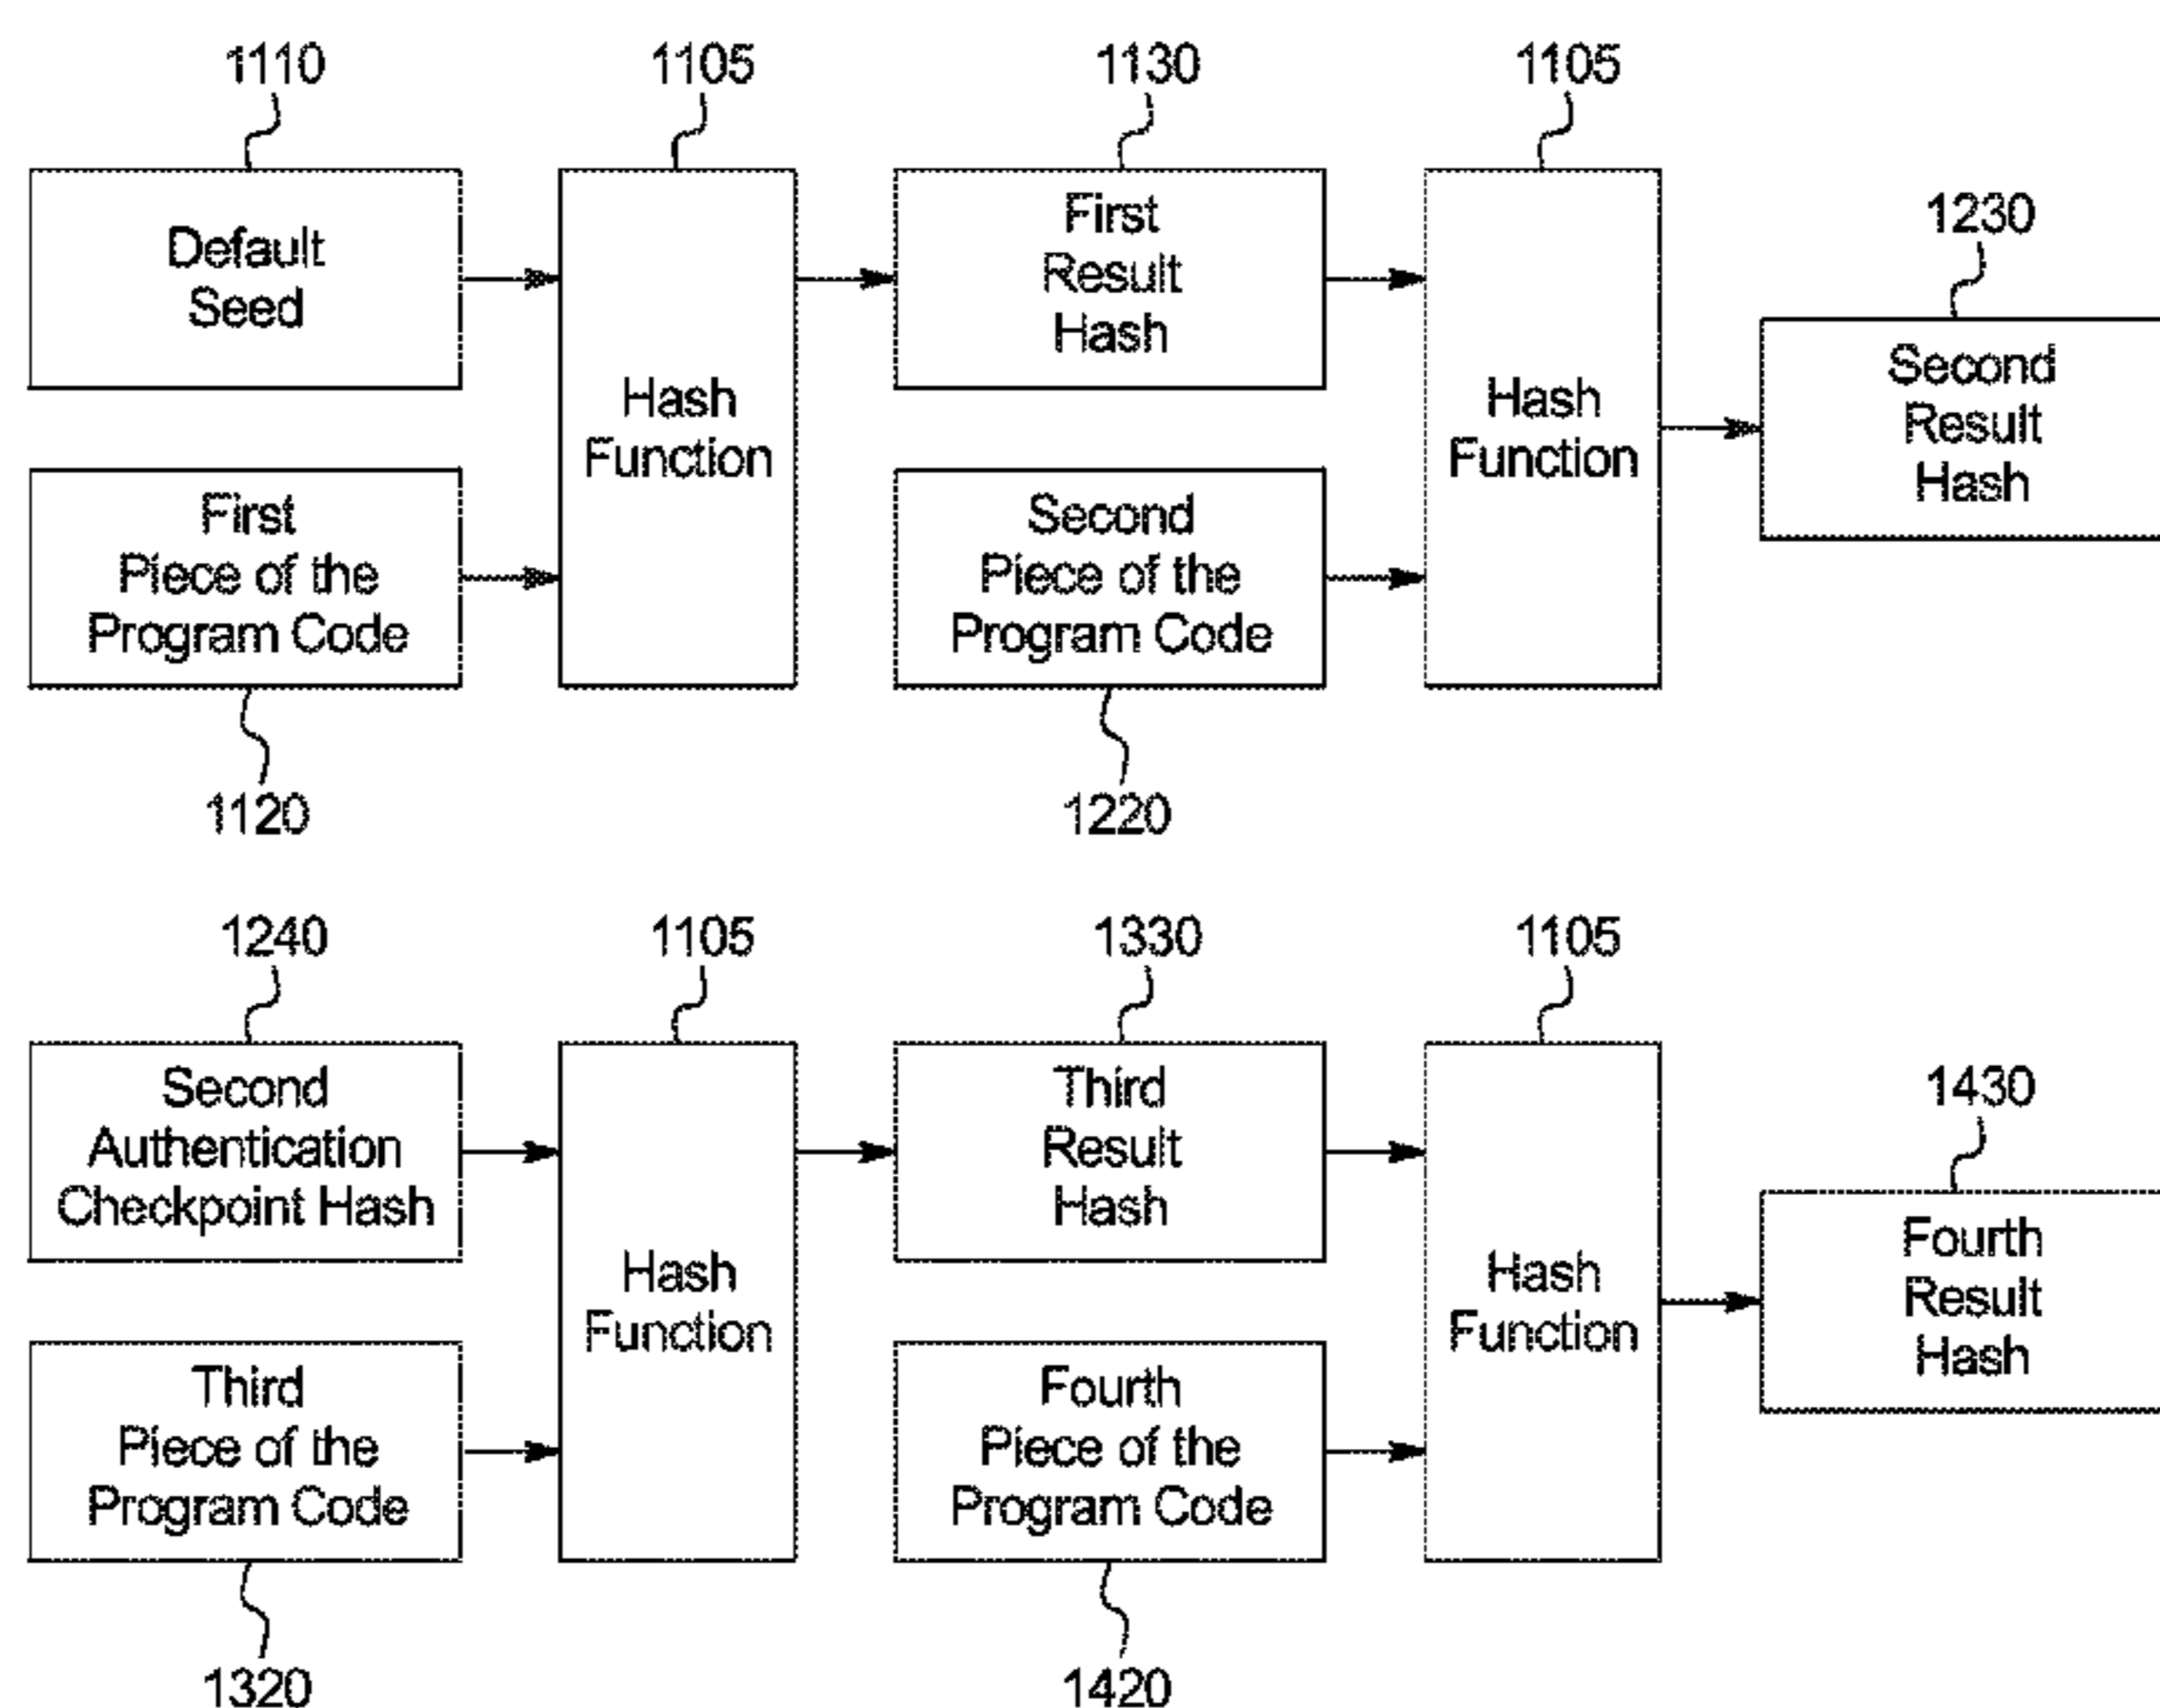 1110
1105
1130
1105
Default
Seed
First
Result
Hash
1230
Hash
Function
Hash
Function
Second
Result
Hash
First
Piece of the
Program Code
Second
Piece of the
Program Code
1120
1220
1240
1105
1330
1105
Second
Authentication
Checkpoint Hash
Third
Result
Hash
1430
Hash
Function
Hash
Function
Fourth
Result
Hash
Third
Piece of the
Program Code
Fourth
Piece of the
Program Code
1320
1420